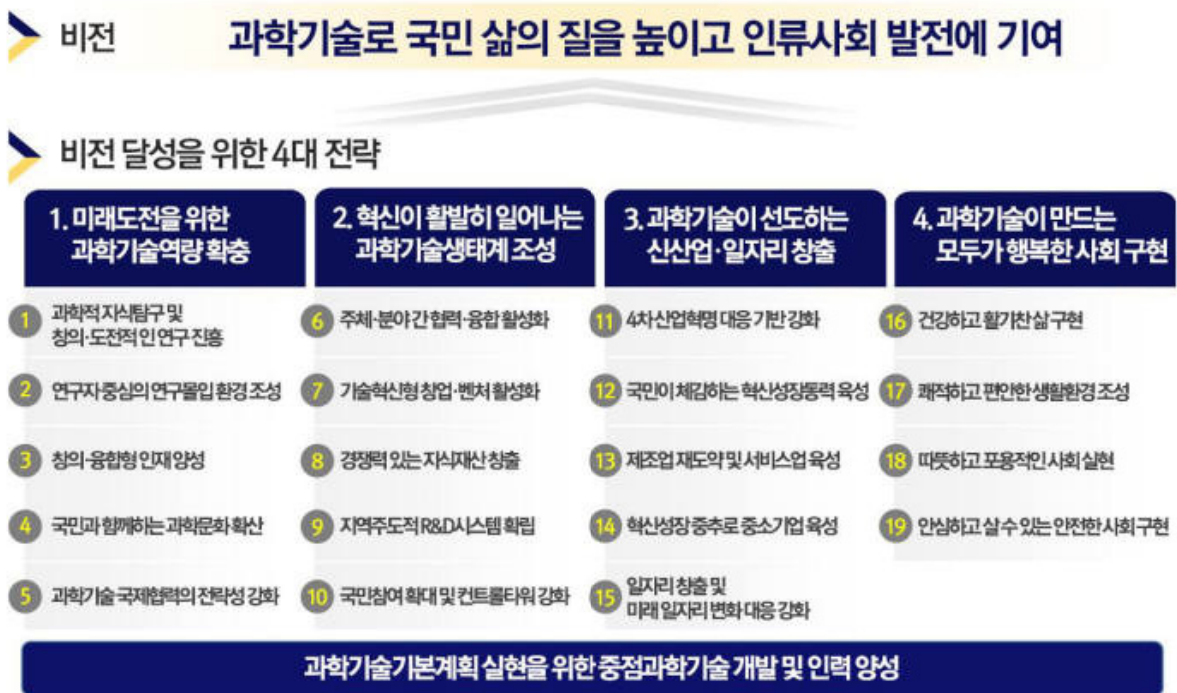 비전
과학기술로 국민 삶의 질을 높이고 인류사회 발전에 기여
비전 달성을 위한 4대 전략
1. 미래도전을 위한
과학기술역량 확충
1 과학적 지식탐구 및
창의·도전적인 연구 진흥
2 연구자 중심의 연구몰입 환경 조성
3 창의·융합형 인재 양성
4 국민과 함께하는 과학문화 확산
5 과학기술 국제협력의 전략성 강화
2. 혁신이 활발히 일어나는
과학기술생태계 조성
6 주체·분야 간 협력·융합 활성화
7 기술혁신형 창업·벤처 활성화
8 경쟁력 있는 지식재산 창출
9 지역주도적 R&D시스템 확립
10 국민참여 확대 및 컨트롤타워 강화
3. 과학기술이 선도하는
신산업·일자리 창출
11 4차 산업혁명 대응 기반 강화
12 국민이 체감하는 혁신성장동력 육성
13 제조업 재도약 및 서비스업 육성
14 혁신성장 중추로 중소기업 육성
15 일자리 창출 및
미래 일자리 변화 대응 강화
4. 과학기술이 만드는
모두가 행복한 사회 구현
16 건강하고 활기찬 삶 구현
17 쾌적하고 편안한 생활환경 조성
18 따뜻하고 포용적인 사회 실현
19 안심하고 살 수 있는 안전한 사회 구현
과학기술기본계획 실현을 위한 중점과학기술 개발 및 인력 양성